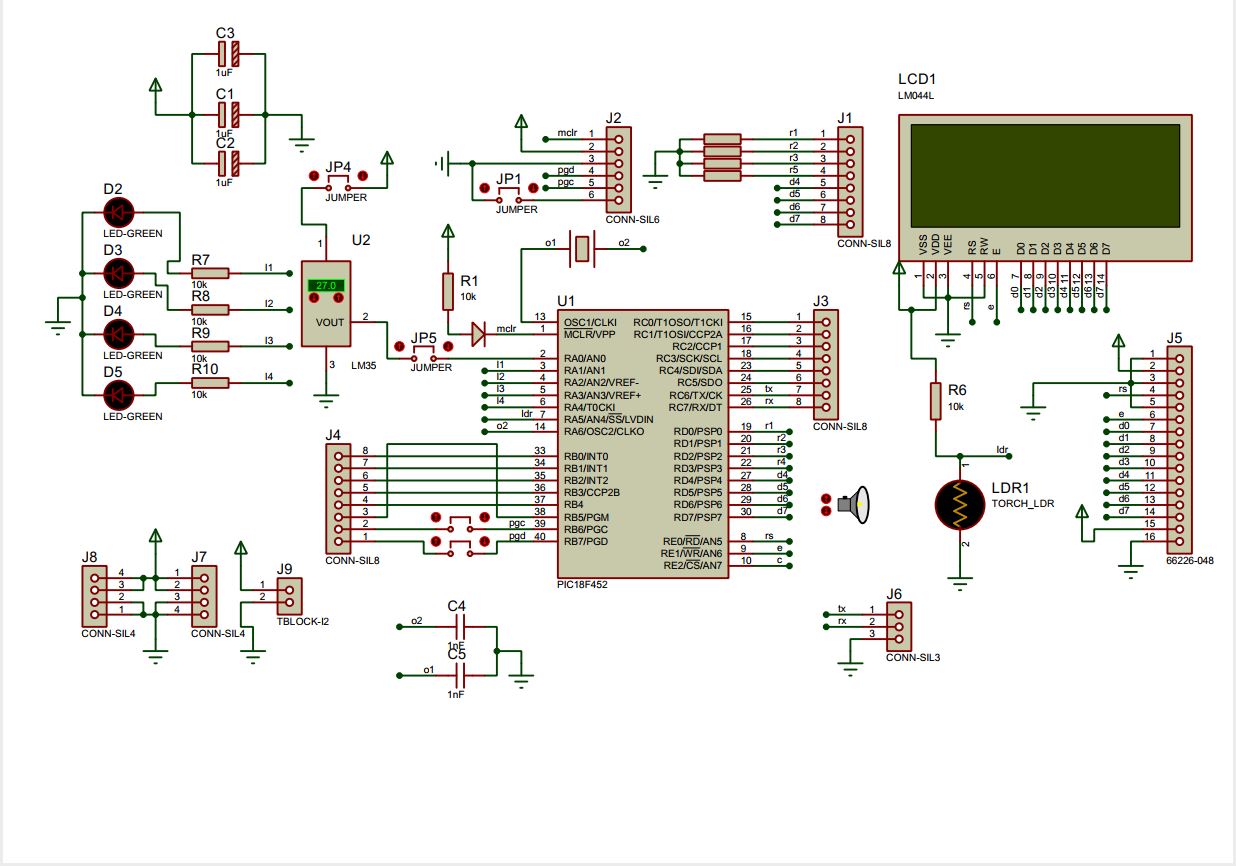 C3
1uF
C1
1uF
C2
1uF
D2
LED-GREEN
D3
LED-GREEN
D4
LED-GREEN
D5
LED-GREEN
R7
10k
l1
R8
10k
l2
R9
10k
l3
R10
10k
l4
JP4
JUMPER
U2
1
27.0
VOUT
2
3
LM35
JP5
JUMPER
R1
10k
mclr
J2
mclr 1
2
3
pgd 4
pgc 5
6
CONN-SIL6
JP1
JUMPER
o1
o2
J1
r1 1
r2 2
r3 3
r5 4
d4 5
d5 6
d6 7
d7 8
CONN-SIL8
LCD1
LM044L
VSS VDD VEE RS RW E D0 D1 D2 D3 D4 D5 D6 D7
1 2 3 4 5 6 7 8 9 10 11 12 13 14
rs e d0 d1 d2 d3 d4 d5 d6 d7
U1
13 OSC1/CLKI
1 MCLR/VPP
2 RA0/AN0
l1 3 RA1/AN1
l2 4 RA2/AN2/VREF-
l3 5 RA3/AN3/VREF+
l4 6 RA4/T0CKI
ldr 7 RA5/AN4/SS/LVDIN
o2 14 RA6/OSC2/CLKO
33 RB0/INT0
34 RB1/INT1
35 RB2/INT2
36 RB3/CCP2B
37 RB4
38 RB5/PGM
pgc 39 RB6/PGC
pgd 40 RB7/PGD
RC0/T1OSO/T1CKI 15
RC1/T1OSI/CCP2A 16
RC2/CCP1 17
RC3/SCK/SCL 18
RC4/SDI/SDA 23
RC5/SDO 24
RC6/TX/CK 25 tx
RC7/RX/DT 26 rx
RD0/PSP0 19 r1
RD1/PSP1 20 r2
RD2/PSP2 21 r3
RD3/PSP3 22 r4
RD4/PSP4 27 d4
RD5/PSP5 28 d5
RD6/PSP6 29 d6
RD7/PSP7 30 d7
RE0/RD/AN5 8 rs
RE1/WR/AN6 9 e
RE2/CS/AN7 10 c
PIC18F452
J3
1
2
3
4
5
6
7
8
CONN-SIL8
J4
8
7
6
5
4
3
2
1
CONN-SIL8
R6
10k
ldr
1
LDR1
TORCH_LDR
2
J5
1
2
3
rs 4
5
e 6
d0 7
d1 8
d2 9
d3 10
d4 11
d5 12
d6 13
d7 14
15
16
66226-048
J8
4
3
2
1
CONN-SIL4
J7
1
2
3
4
CONN-SIL4
J9
1
2
TBLOCK-I2
o2
C4
1nF
o1
C5
1nF
J6
tx 1
rx 2
3
CONN-SIL3